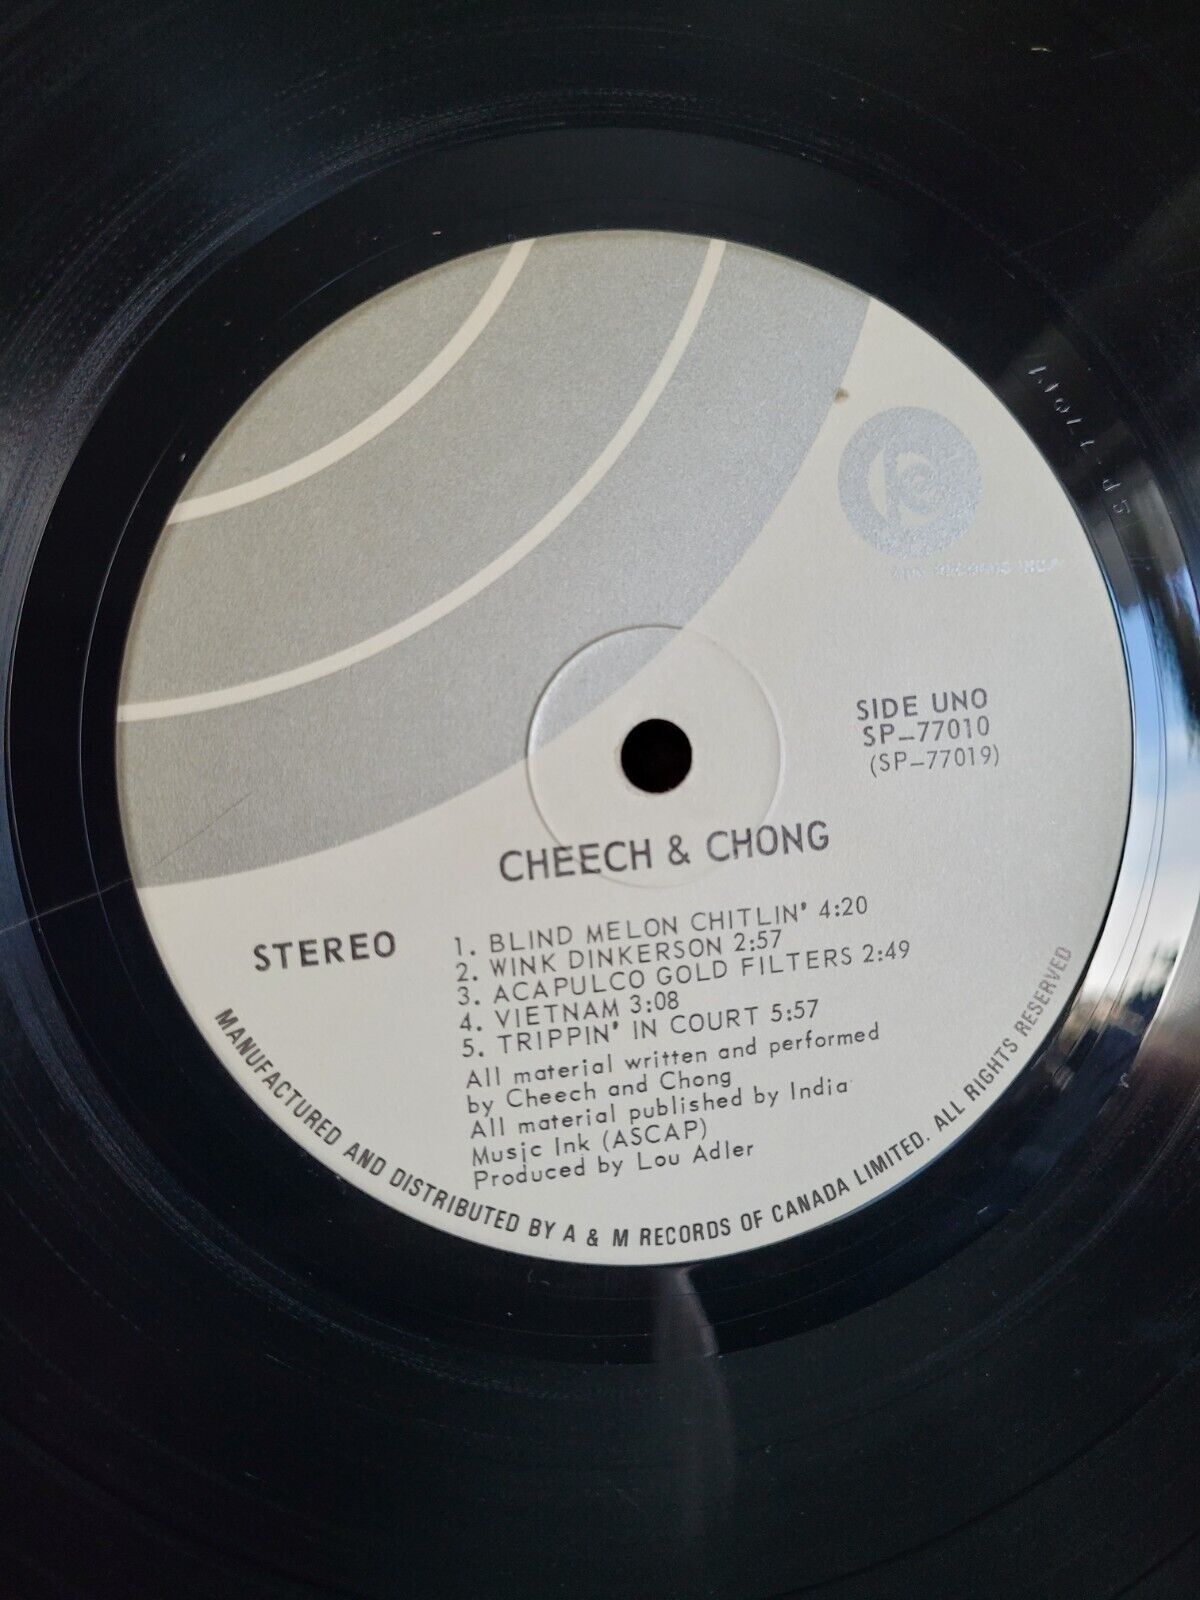 SIDE UNO
SP-77010
(SP-77019)
CHEECH & CHONG
STEREO
1. BLIND MELON CHITLIN' 4:20
2. WINK DINKERSON 2:57
3. ACAPULCO GOLD FILTERS 2:49
4. VIETNAM 3:08
5. TRIPPIN' IN COURT 5:57
All material written and performed
by Cheech and Chong
All material published by India
Music Ink (ASCAP)
Produced by Lou Adler
MANUFACTURED AND DISTRIBUTED BY A & M RECORDS OF CANADA LIMITED. ALL RIGHTS RESERVED